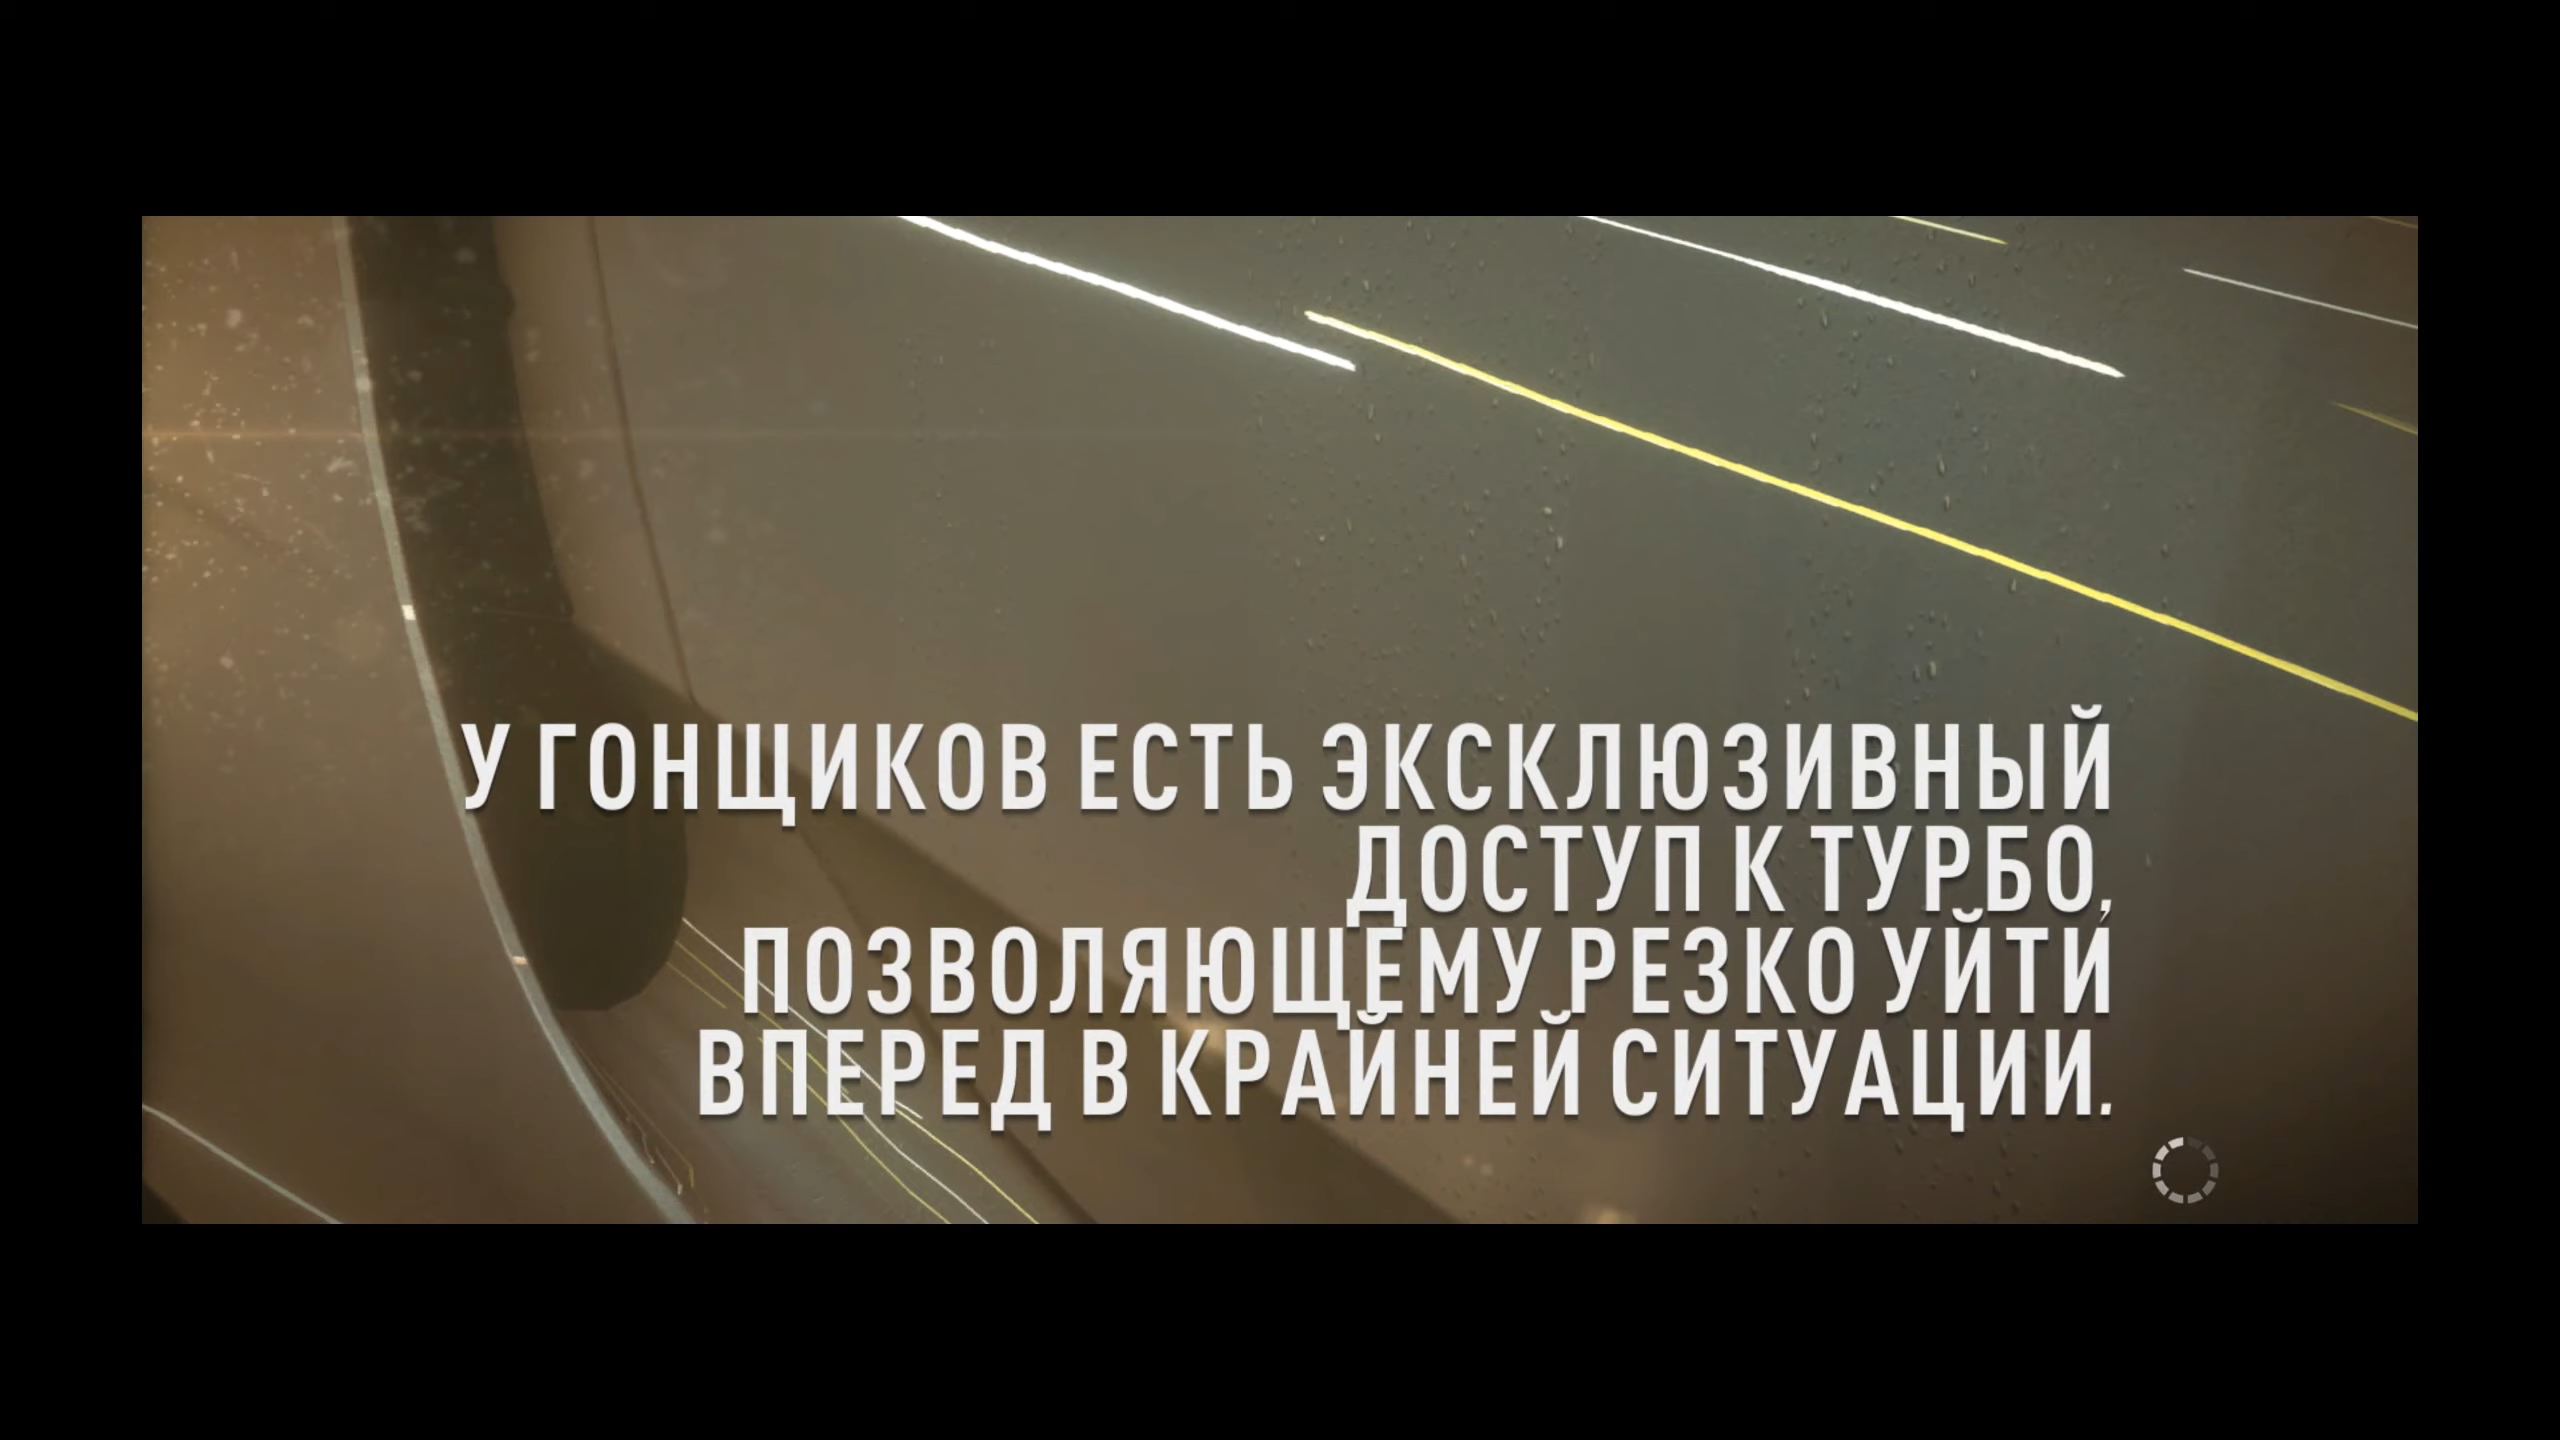 У ГОНЩИКОВ ЕСТЬ ЭКСКЛЮЗИВНЫЙ
ДОСТУП К ТУРБО,
ПОЗВОЛЯЮЩЕМУ РЕЗКО УЙТИ
ВПЕРЕД В КРАЙНЕЙ СИТУАЦИИ.